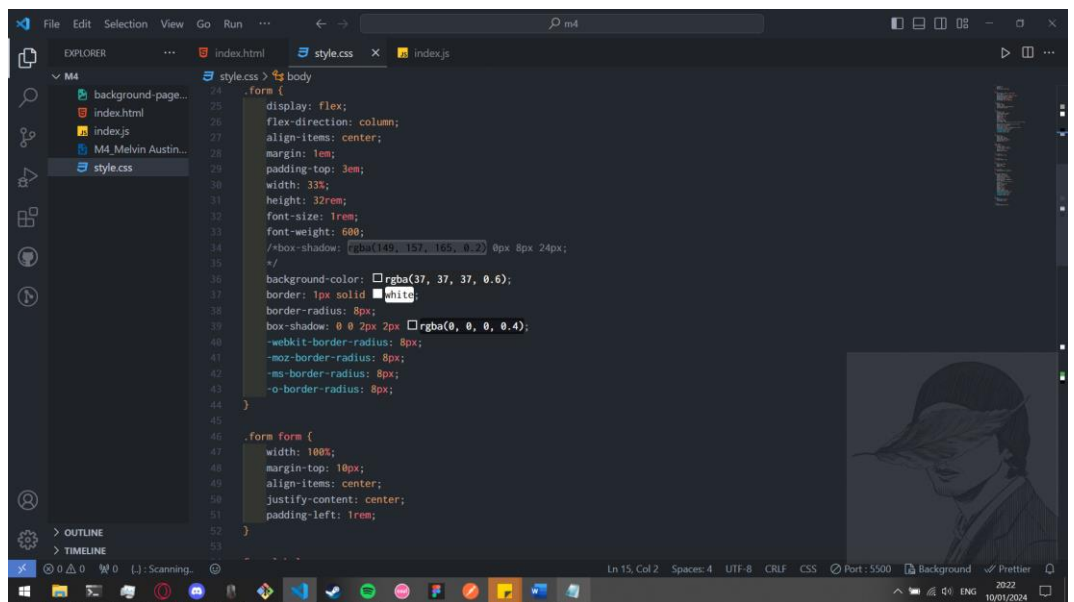 File Edit Selection View Go Run ··· m4
EXPLORER ···
index.html style.css index.js
M4
style.css > body
background-page...
index.html
index.js
M4_Melvin Austin...
style.css
24 .form {
25 display: flex;
26 flex-direction: column;
27 align-items: center;
28 margin: 1em;
29 padding-top: 3em;
30 width: 33%;
31 height: 32rem;
32 font-size: 1rem;
33 font-weight: 600;
34 /*box-shadow: rgba(149, 157, 165, 0.2) 0px 8px 24px;
35 */
36 background-color: rgba(37, 37, 37, 0.6);
37 border: 1px solid white;
38 border-radius: 8px;
39 box-shadow: 0 0 2px 2px rgba(0, 0, 0, 0.4);
40 -webkit-border-radius: 8px;
41 -moz-border-radius: 8px;
42 -ms-border-radius: 8px;
43 -o-border-radius: 8px;
44 }
45
46 .form form {
47 width: 100%;
48 margin-top: 10px;
49 align-items: center;
50 justify-content: center;
51 padding-left: 1rem;
52 }
53
OUTLINE
TIMELINE
0 0 0 {..} : Scanning.. Ln 15, Col 2 Spaces: 4 UTF-8 CRLF CSS Port : 5500 Background Prettier
ENG 20:22
10/01/2024